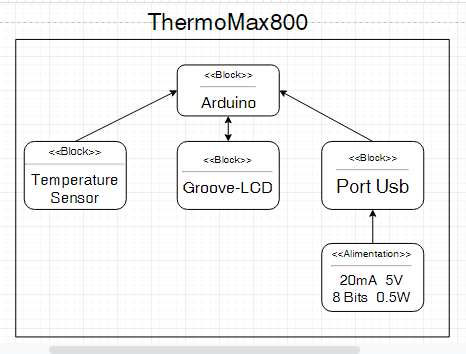 ThermoMax800
<<Block>>
Arduino
<<Block>>
Temperature
Sensor
<<Block>>
Groove-LCD
<<Block>>
Port Usb
<<Alimentation>>
20mA 5V
8 Bits 0.5W